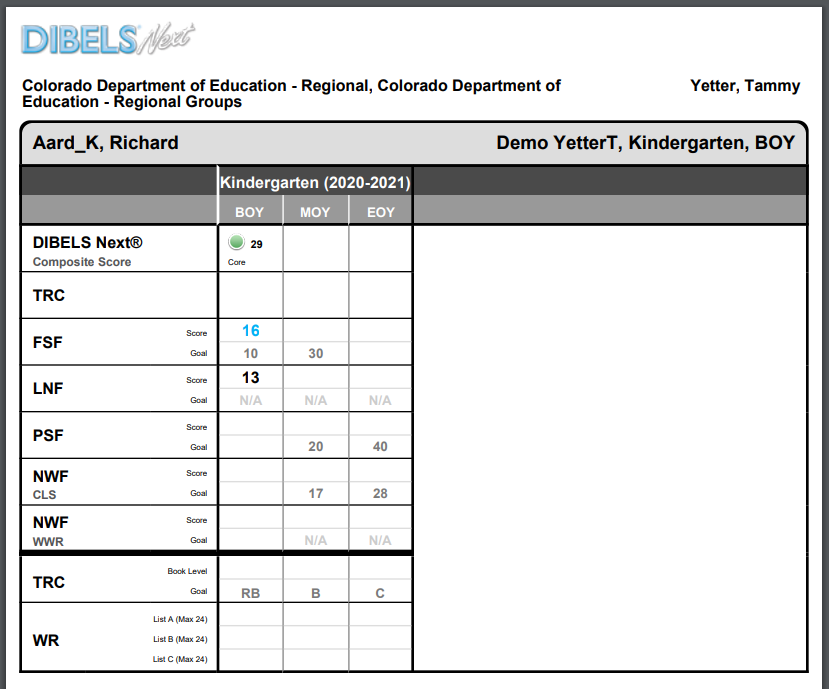 DIBELS Next
Colorado Department of Education - Regional, Colorado Department of
Education - Regional Groups
Yetter, Tammy
Aard_K, Richard
Demo YetterT, Kindergarten, BOY
Kindergarten (2020-2021)
BOY MOY EOY
DIBELS Next®
Composite Score
29
Core
TRC
FSF
Score 16
Goal 10 30
LNF
Score 13
Goal N/A N/A N/A
PSF
Score
Goal 20 40
NWF
CLS
Score
Goal 17 28
NWF
WWR
Score
Goal N/A N/A
TRC
Book Level
Goal RB B C
WR
List A (Max 24)
List B (Max 24)
List C (Max 24)